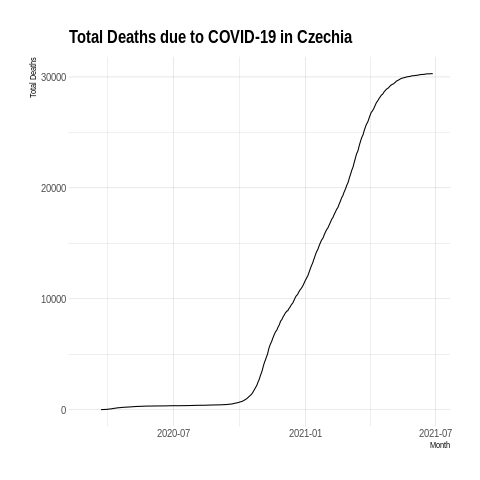 Total Deaths due to COVID-19 in Czechia
Total Deaths
30000
20000
10000
0
2020-07 2021-01 2021-07
Month